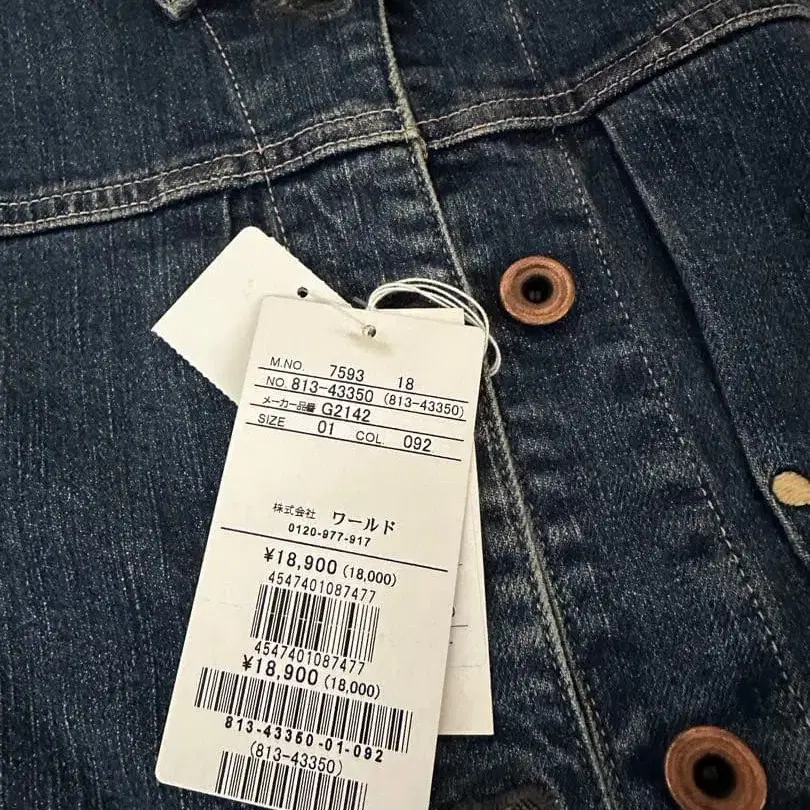 M.NO. 7593 18
NO. 813-43350 (813-43350)
メーカー品番 G2142
SIZE 01 COL. 092
株式会社 ワールド
0120-977-917
¥18,900 (18,000)
4547401087477
4547401087477
¥18,900 (18,000)
813-43350-01-092
(813-43350)